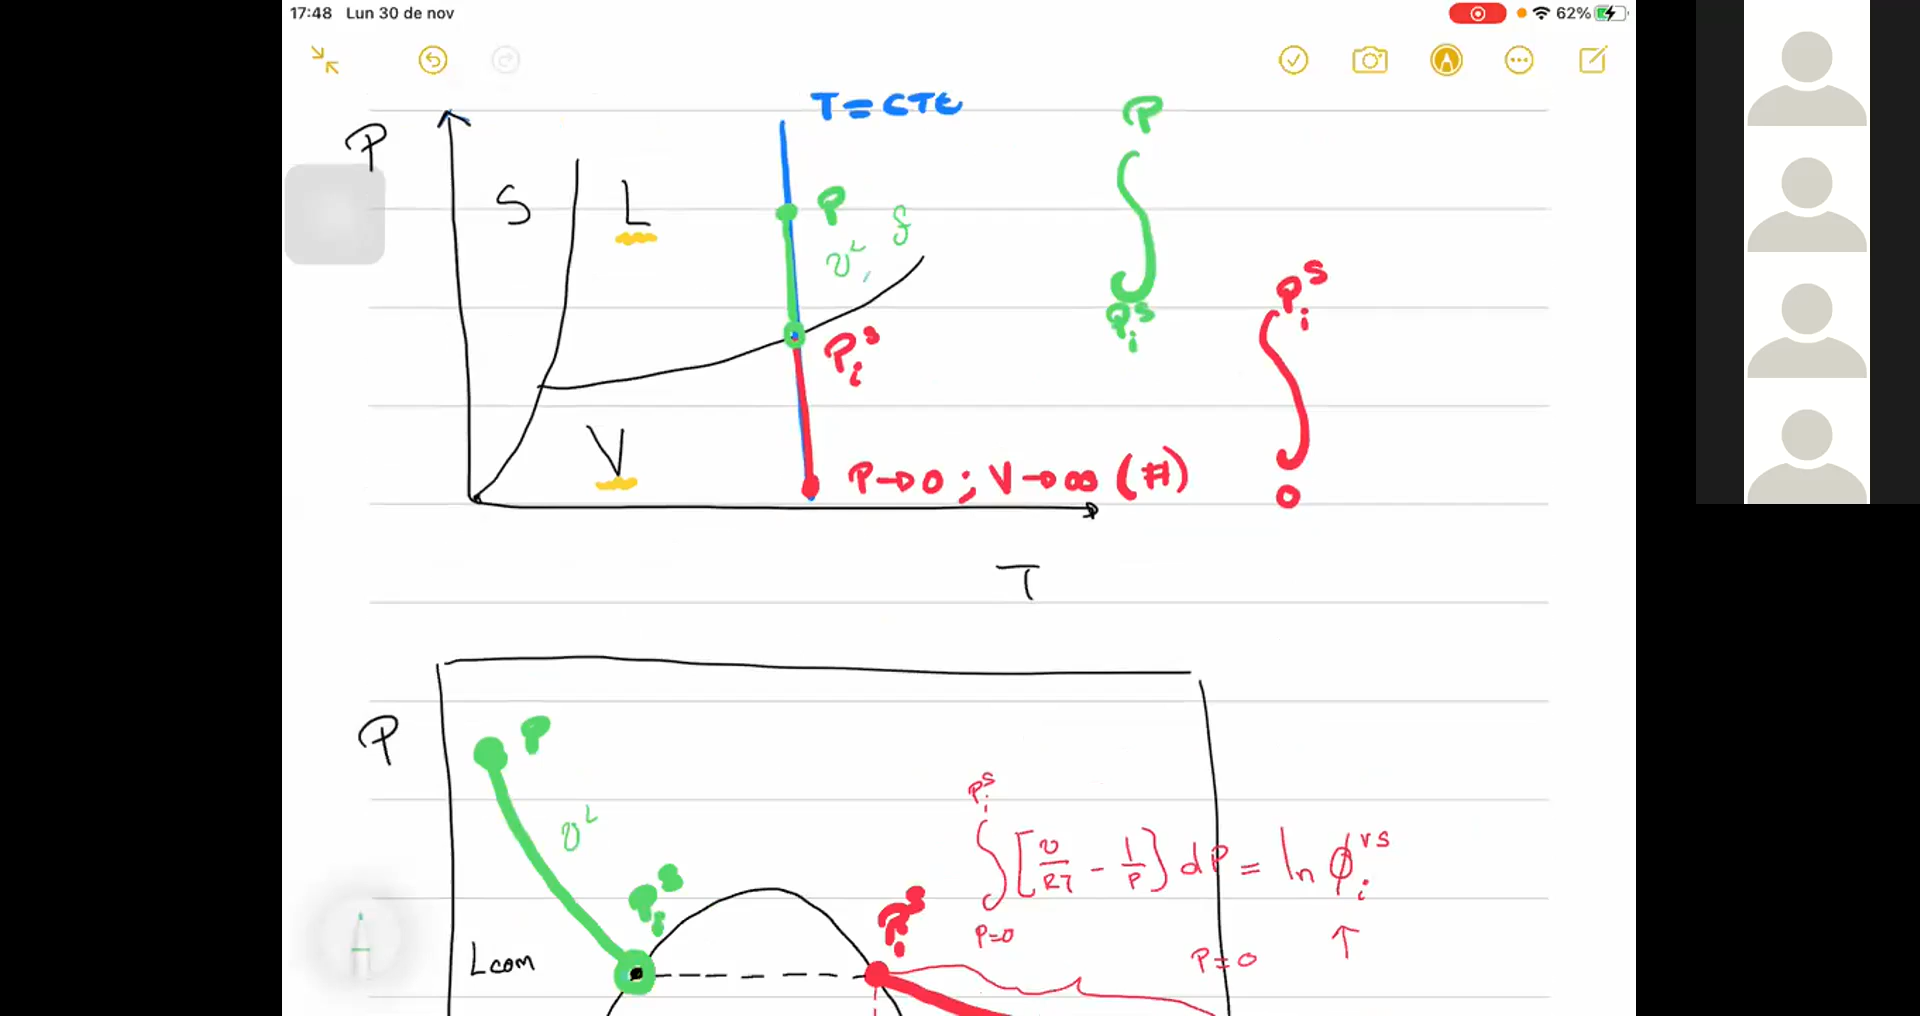 17:48 Lun 30 de nov 62%
T=CTE
P
P
S
L
P
v^L, f
P_i^s
P_i^s
P_i^s
V
P→0 ; V→∞ (#)
0
T
P
P
v^L
P_i^s
∫ [v/RT - 1/P] dP = ln ϕ_i^vs
P_i^s
P_i^s
P=0
P=0
↑
L com